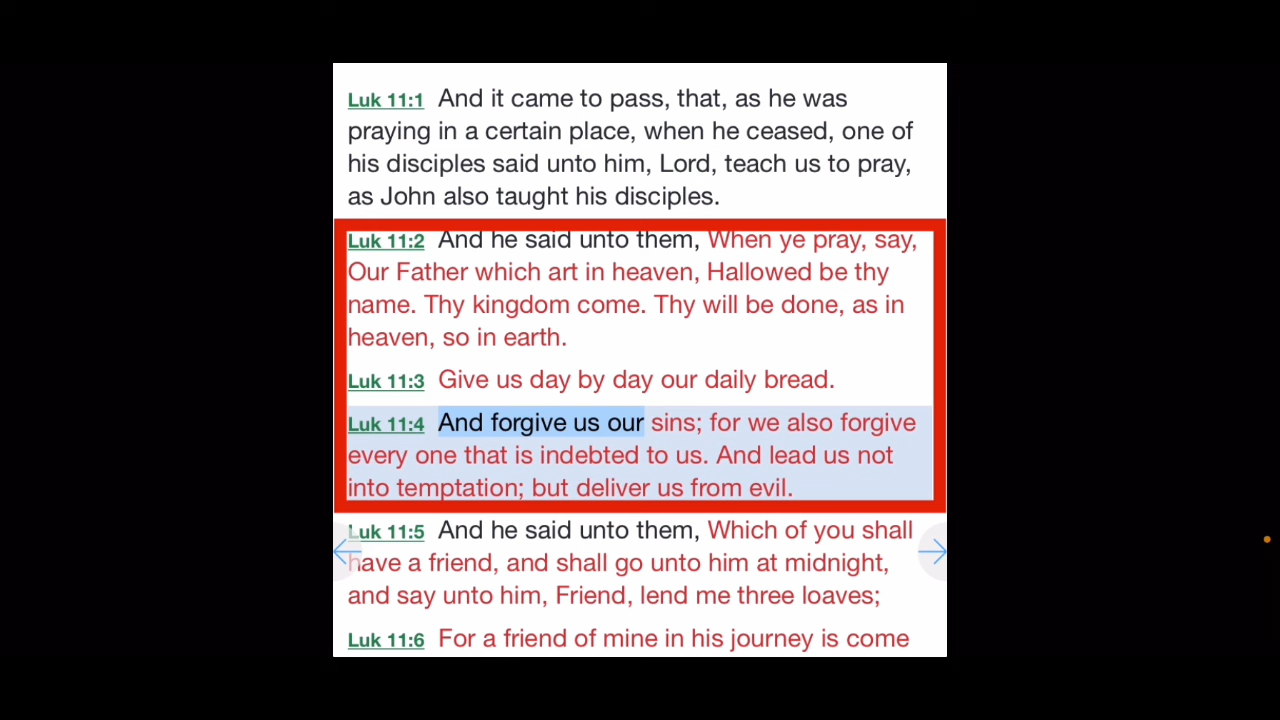 Luk 11:1 And it came to pass, that, as he was
praying in a certain place, when he ceased, one of
his disciples said unto him, Lord, teach us to pray,
as John also taught his disciples.
Luk 11:2 And he said unto them, When ye pray, say,
Our Father which art in heaven, Hallowed be thy
name. Thy kingdom come. Thy will be done, as in
heaven, so in earth.
Luk 11:3 Give us day by day our daily bread.
Luk 11:4 And forgive us our sins; for we also forgive
every one that is indebted to us. And lead us not
into temptation; but deliver us from evil.
Luk 11:5 And he said unto them, Which of you shall
have a friend, and shall go unto him at midnight,
and say unto him, Friend, lend me three loaves;
Luk 11:6 For a friend of mine in his journey is come